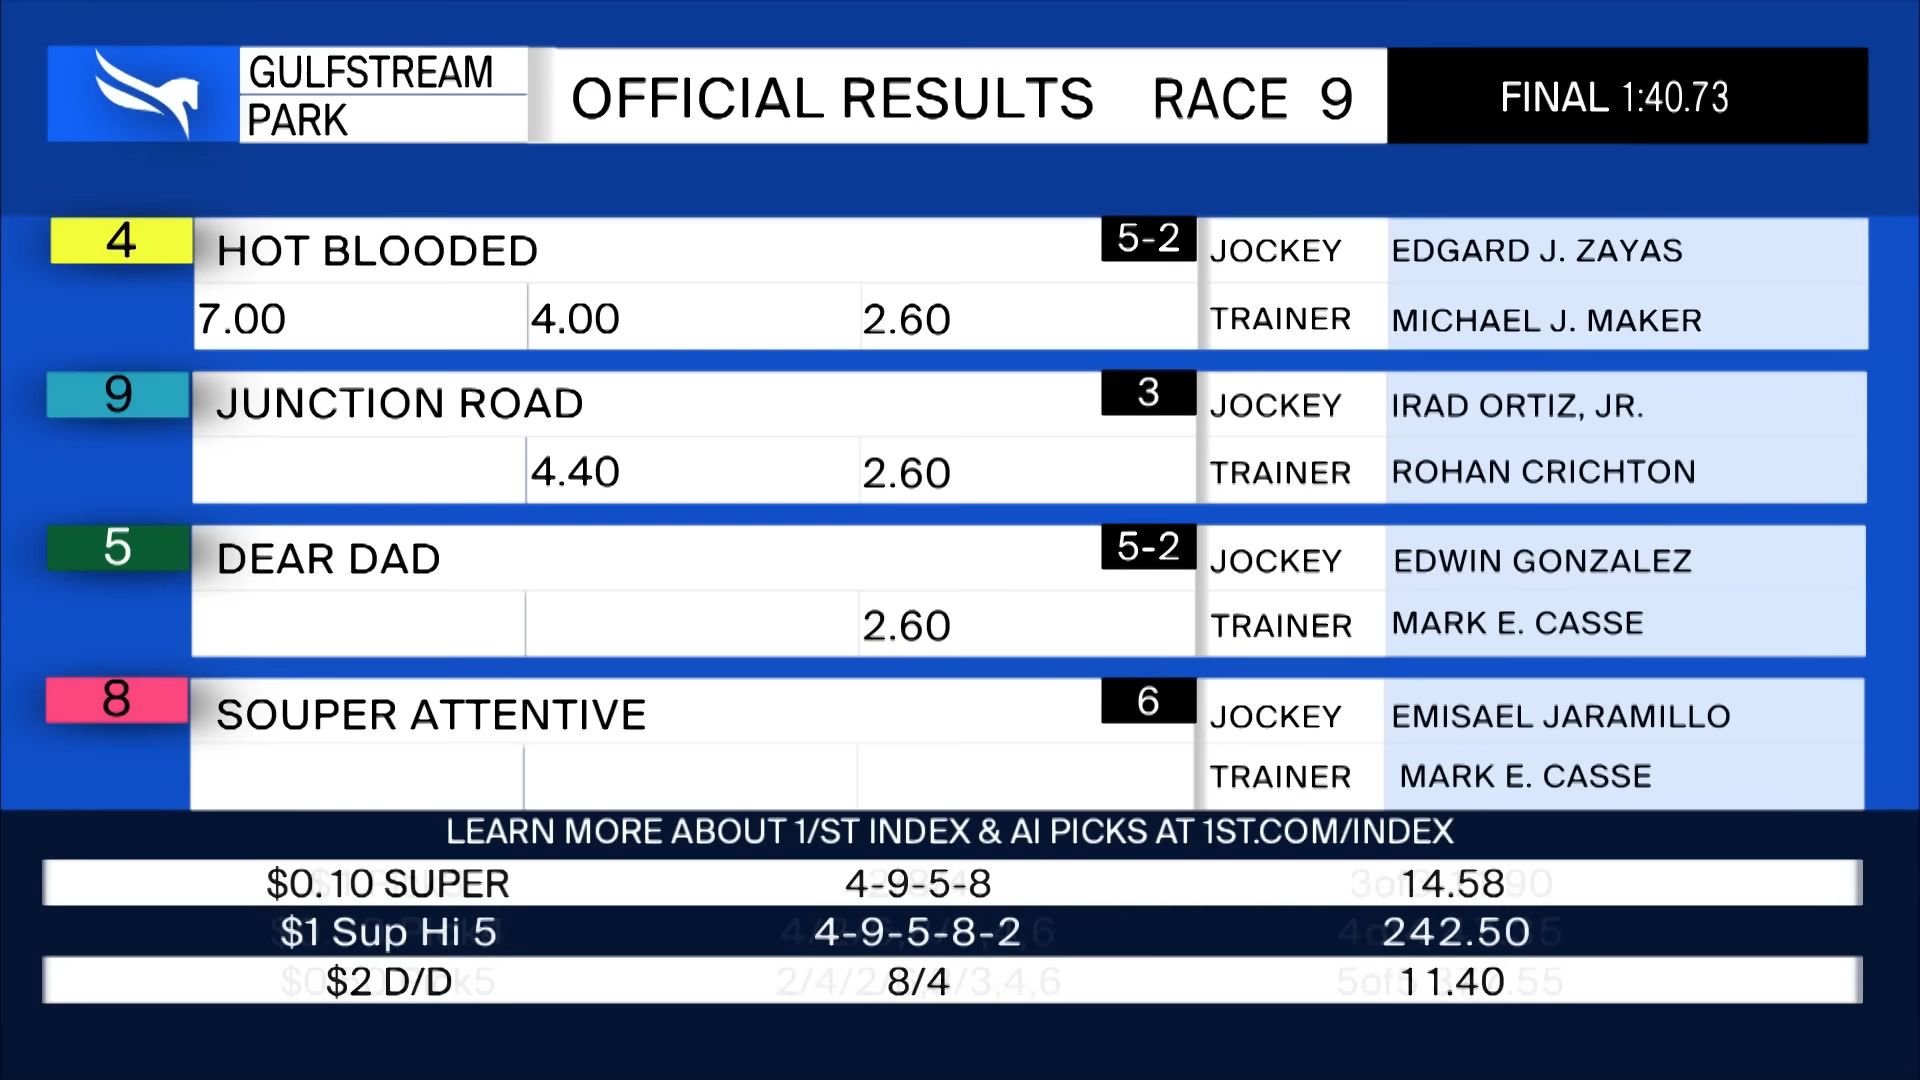 GULFSTREAM
PARK
OFFICIAL RESULTS RACE 9
FINAL 1:40.73
4 HOT BLOODED 5-2 JOCKEY EDGARD J. ZAYAS
7.00 4.00 2.60 TRAINER MICHAEL J. MAKER
9 JUNCTION ROAD 3 JOCKEY IRAD ORTIZ, JR.
4.40 2.60 TRAINER ROHAN CRICHTON
5 DEAR DAD 5-2 JOCKEY EDWIN GONZALEZ
2.60 TRAINER MARK E. CASSE
8 SOUPER ATTENTIVE 6 JOCKEY EMISAEL JARAMILLO
TRAINER MARK E. CASSE
LEARN MORE ABOUT 1/ST INDEX & AI PICKS AT 1ST.COM/INDEX
$0.10 SUPER 4-9-5-8 14.58
$1 Sup Hi 5 4-9-5-8-2 242.50
$2 D/D 8/4 11.40